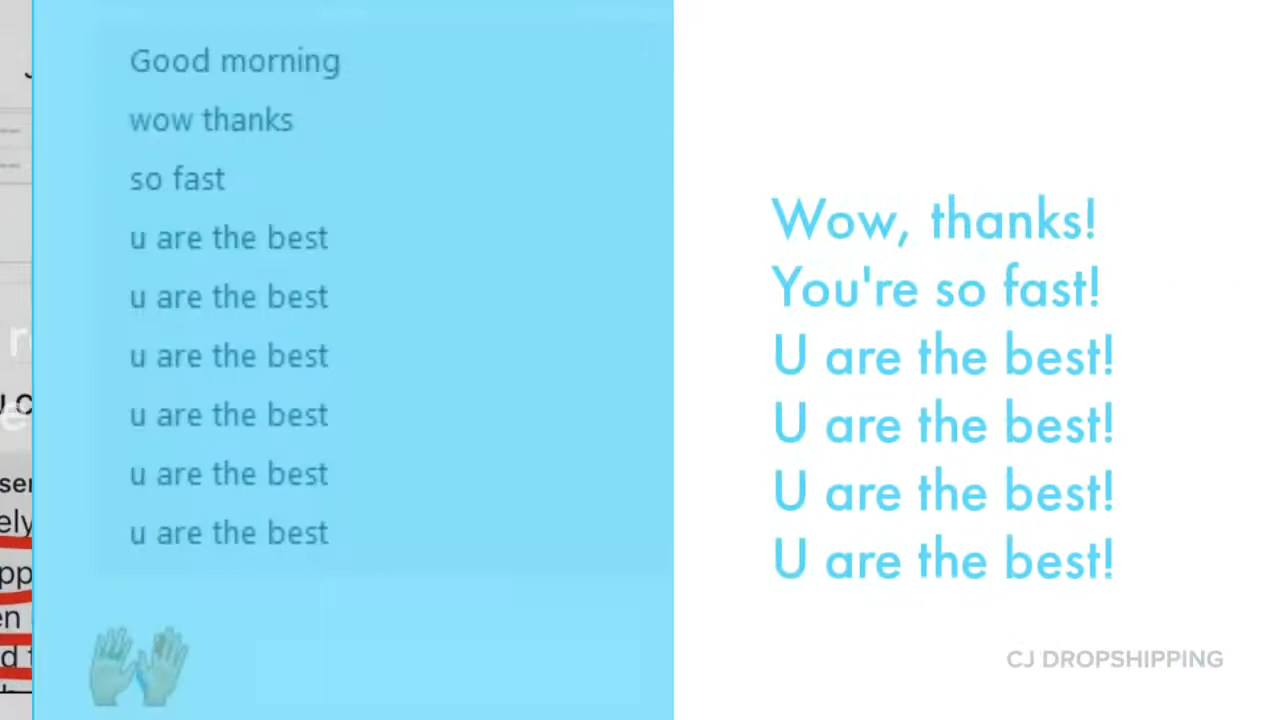 Good morning
wow thanks
so fast
u are the best
u are the best
u are the best
u are the best
u are the best
u are the best
Wow, thanks!
You're so fast!
U are the best!
U are the best!
U are the best!
U are the best!
CJ DROPSHIPPING